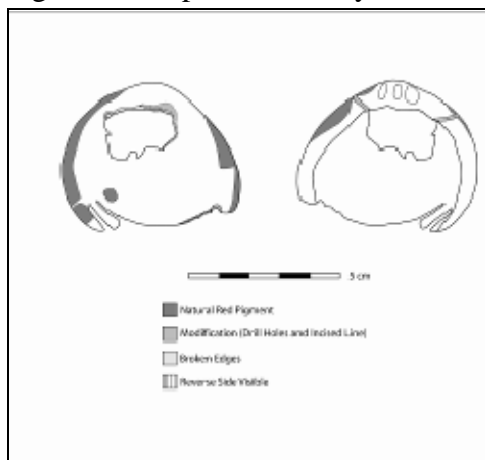 5 cm
Natural Red Pigment
Modification (Drill Holes and Incised Line)
Broken Edges
Reverse Side Visible